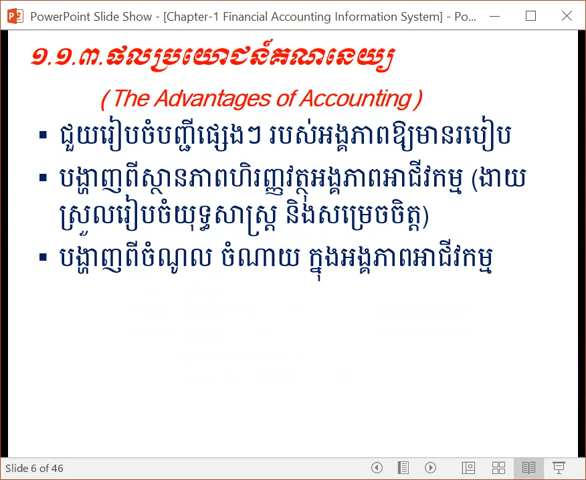 PowerPoint Slide Show - [Chapter-1 Financial Accounting Information System] - Po...
១.១.៣.ផលប្រយោជន៍គណនេយ្យ
(The Advantages of Accounting)
▪ ជួយរៀបចំបញ្ជីផ្សេងៗ របស់អង្គភាពឱ្យមានរបៀប
▪ បង្ហាញពីស្ថានភាពហិរញ្ញវត្ថុអង្គភាពអាជីវកម្ម (ងាយ
ស្រួលរៀបចំយុទ្ធសាស្ត្រ និងសម្រេចចិត្ត)
▪ បង្ហាញពីចំណូល ចំណាយ ក្នុងអង្គភាពអាជីវកម្ម
Slide 6 of 46